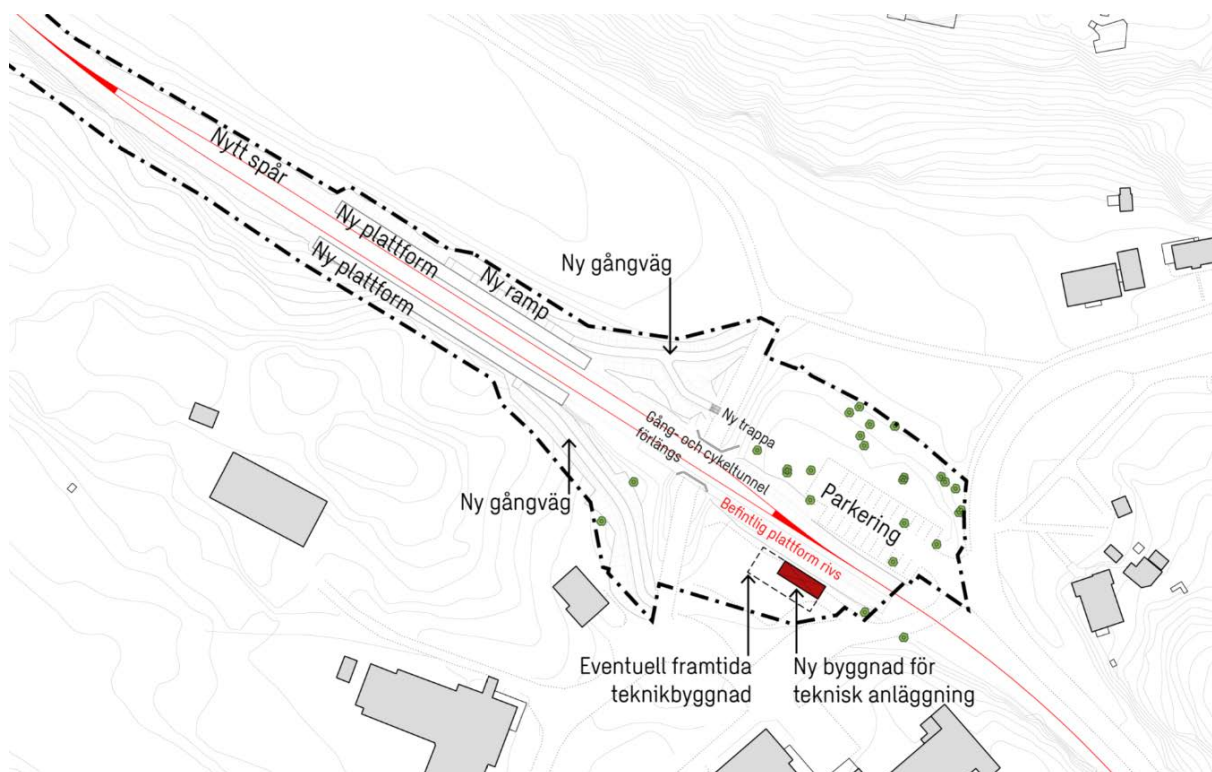 Nytt spår
Ny plattform
Ny plattform
Ny ramp
Ny gångväg
Ny trappa
Gång- och cykeltunnel
förlängs
Ny gångväg
Parkering
Befintlig plattform rivs
Eventuell framtida
teknikbyggnad
Ny byggnad för
teknisk anläggning